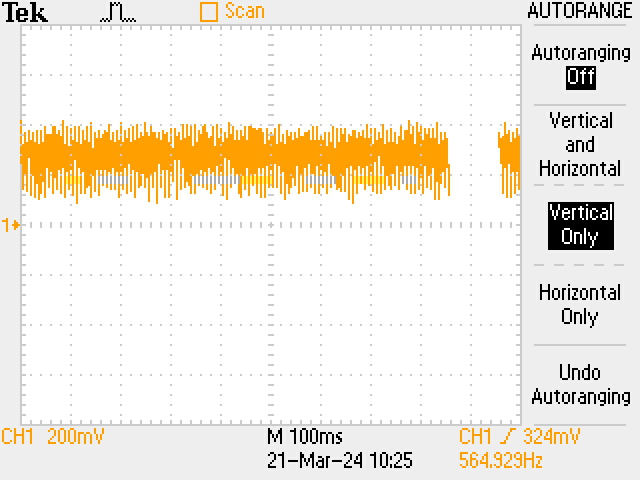 Tek
Scan
AUTORANGE
Autoranging
Off
Vertical
and
Horizontal
Vertical
Only
Horizontal
Only
Undo
Autoranging
1
CH1 200mV
M 100ms
CH1 324mV
21-Mar-24 10:25
564.929Hz